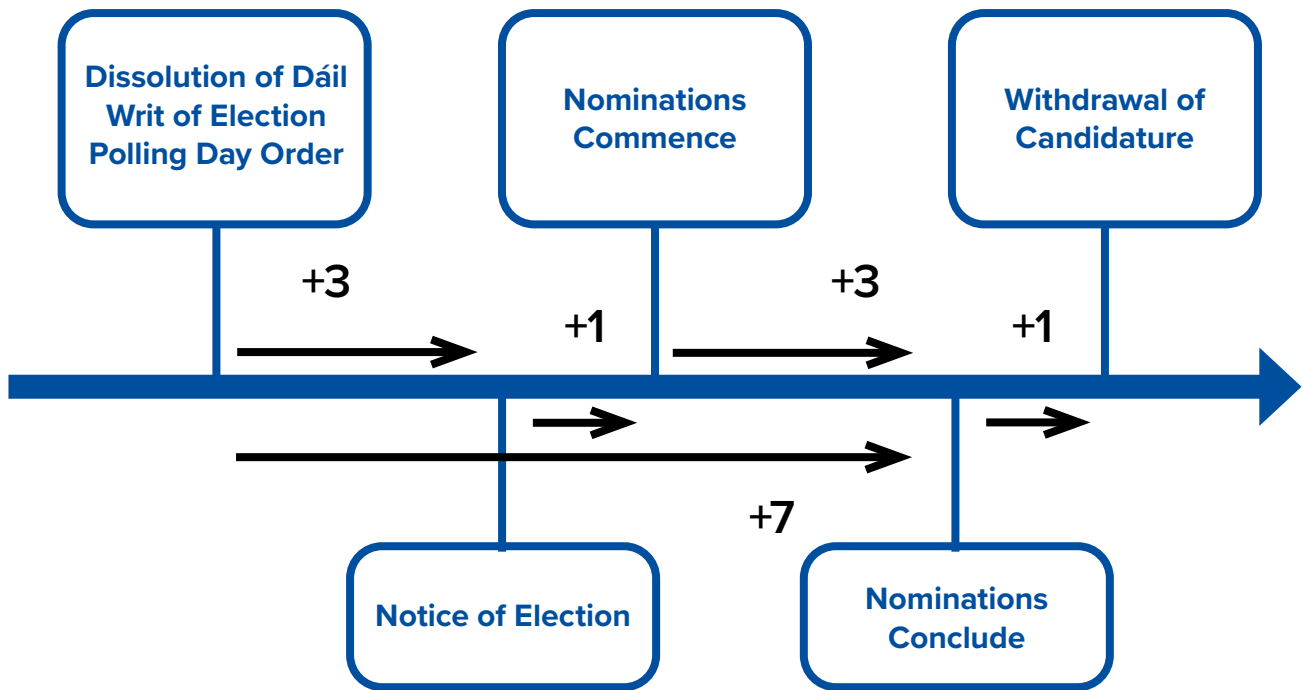 Dissolution of Dáil
Writ of Election
Polling Day Order
Nominations
Commence
Withdrawal of
Candidature
+3
+1
+3
+1
+7
Notice of Election
Nominations
Conclude